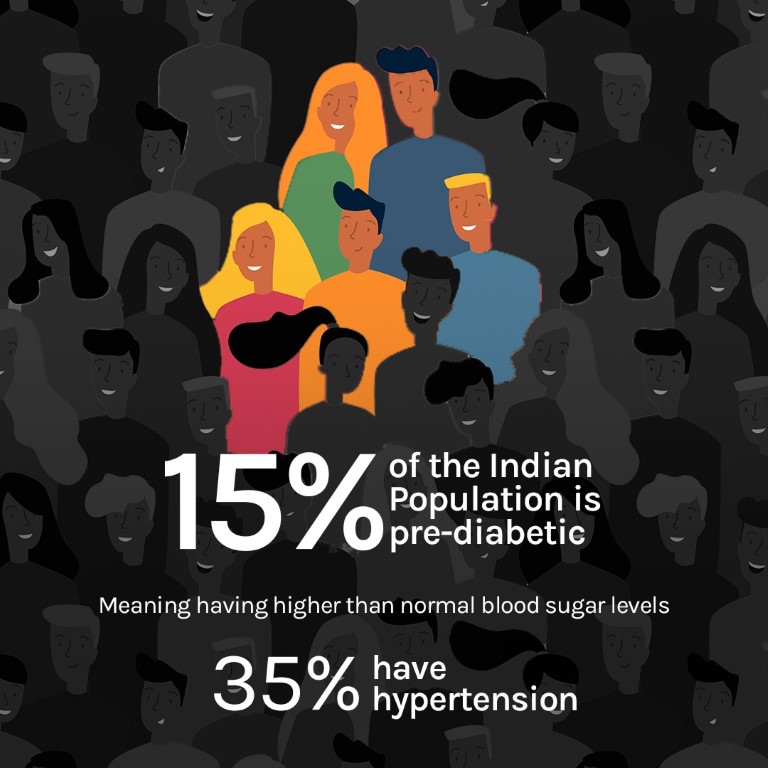 15% of the Indian
Population is
pre-diabetic
Meaning having higher than normal blood sugar levels
35% have
hypertension